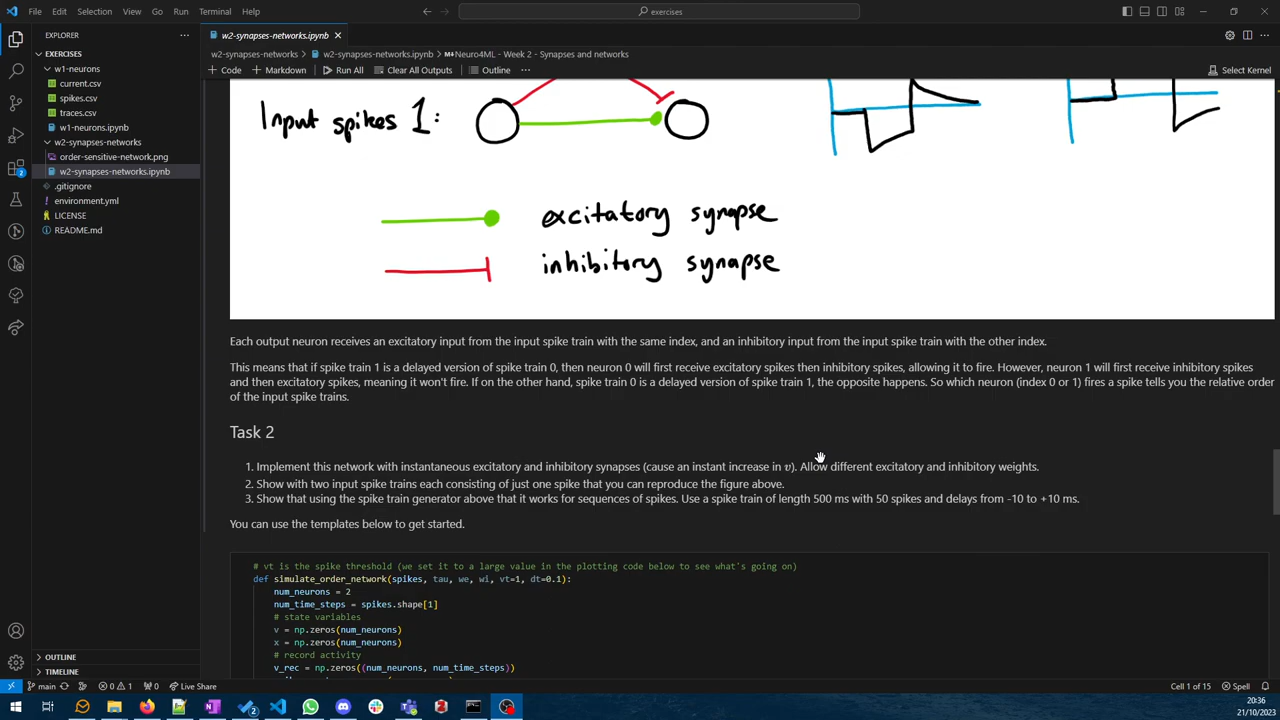 File Edit Selection View Go Run Terminal Help
exercises
EXPLORER
w2-synapses-networks.ipynb
EXERCISES
w1-neurons
current.csv
spikes.csv
traces.csv
w1-neurons.ipynb
w2-synapses-networks
order-sensitive-network.png
w2-synapses-networks.ipynb
.gitignore
environment.yml
LICENSE
README.md
w2-synapses-networks > w2-synapses-networks.ipynb > Neuro4ML - Week 2 - Synapses and networks
+ Code + Markdown Run All Clear All Outputs Outline ... Select Kernel
Input spikes 1:
excitatory synapse
inhibitory synapse
Each output neuron receives an excitatory input from the input spike train with the same index, and an inhibitory input from the input spike train with the other index.
This means that if spike train 1 is a delayed version of spike train 0, then neuron 0 will first receive excitatory spikes then inhibitory spikes, allowing it to fire. However, neuron 1 will first receive inhibitory spikes
and then excitatory spikes, meaning it won't fire. If on the other hand, spike train 0 is a delayed version of spike train 1, the opposite happens. So which neuron (index 0 or 1) fires a spike tells you the relative order
of the input spike trains.
Task 2
1. Implement this network with instantaneous excitatory and inhibitory synapses (cause an instant increase in v). Allow different excitatory and inhibitory weights.
2. Show with two input spike trains each consisting of just one spike that you can reproduce the figure above.
3. Show that using the spike train generator above that it works for sequences of spikes. Use a spike train of length 500 ms with 50 spikes and delays from -10 to +10 ms.
You can use the templates below to get started.
# vt is the spike threshold (we set it to a large value in the plotting code below to see what's going on)
def simulate_order_network(spikes, tau, we, wi, vt=1, dt=0.1):
num_neurons = 2
num_time_steps = spikes.shape[1]
# state variables
v = np.zeros(num_neurons)
x = np.zeros(num_neurons)
# record activity
v_rec = np.zeros((num_neurons, num_time_steps))
OUTLINE
TIMELINE
main 0 1 0 Live Share
Cell 1 of 15 Spell
2 2
20:36
21/10/2023